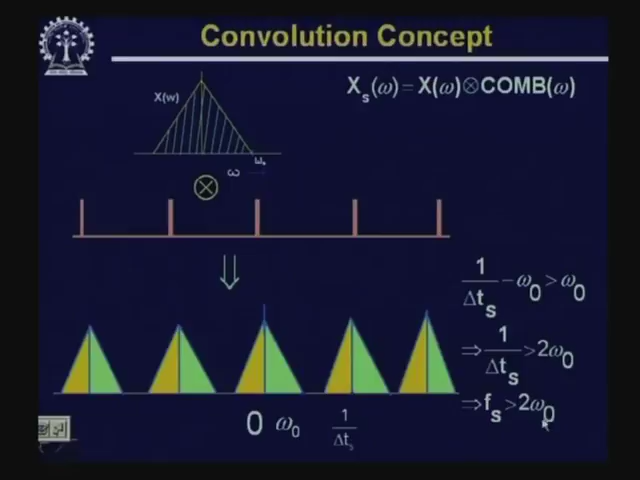 Convolution Concept
X(w)
Xₛ(ω) = X(ω)⊗COMB(ω)
ω
1/Δtₛ − ω₀ > ω₀
⇒ 1/Δtₛ > 2ω₀
⇒ fₛ > 2ω₀
0 ω₀ 1/Δtₛ